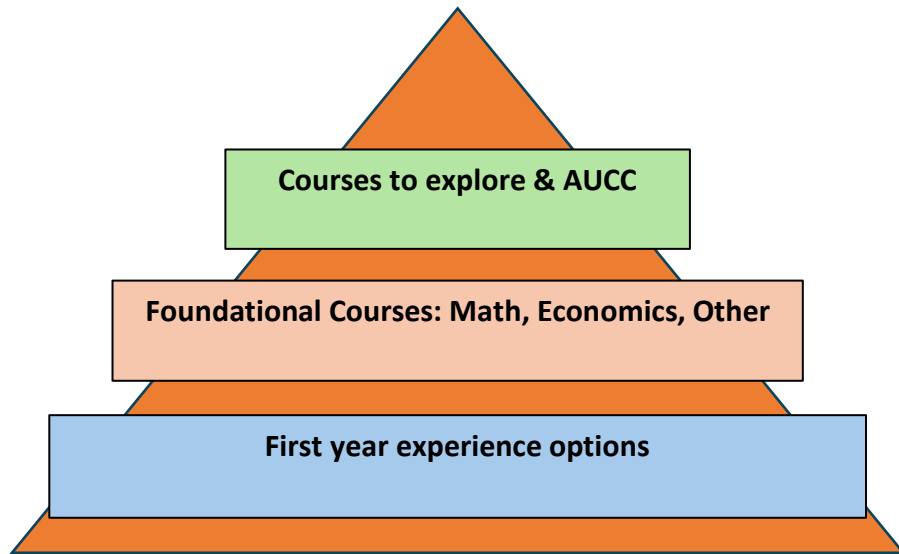 Courses to explore & AUCC
Foundational Courses: Math, Economics, Other
First year experience options